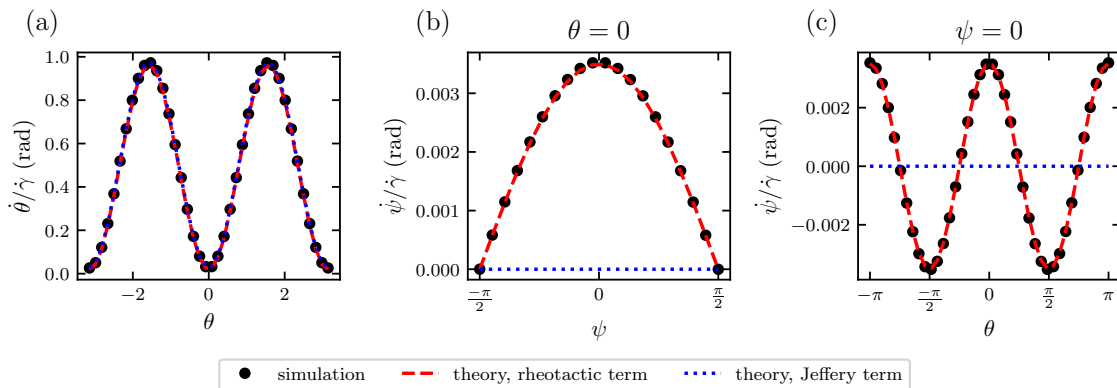 (a)
(b)
(c)
θ = 0
ψ = 0
θ̇/γ̇ (rad)
1.0
0.8
0.6
0.4
0.2
0.0
−2
0
2
θ
ψ̇/γ̇ (rad)
0.003
0.002
0.001
0.000
−π/2
0
π/2
ψ
ψ̇/γ̇ (rad)
0.002
0.000
−0.002
−π
−π/2
0
π/2
π
θ
simulation
theory, rheotactic term
theory, Jeffery term